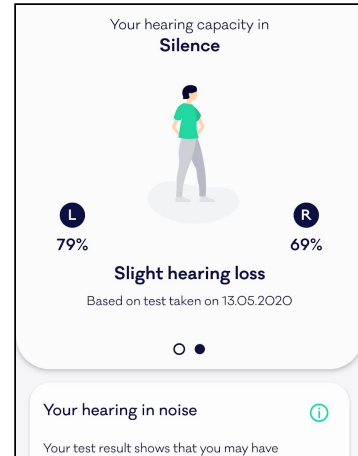 Your hearing capacity in
Silence
L
R
79%
69%
Slight hearing loss
Based on test taken on 13.05.2020
Your hearing in noise
i
Your test result shows that you may have